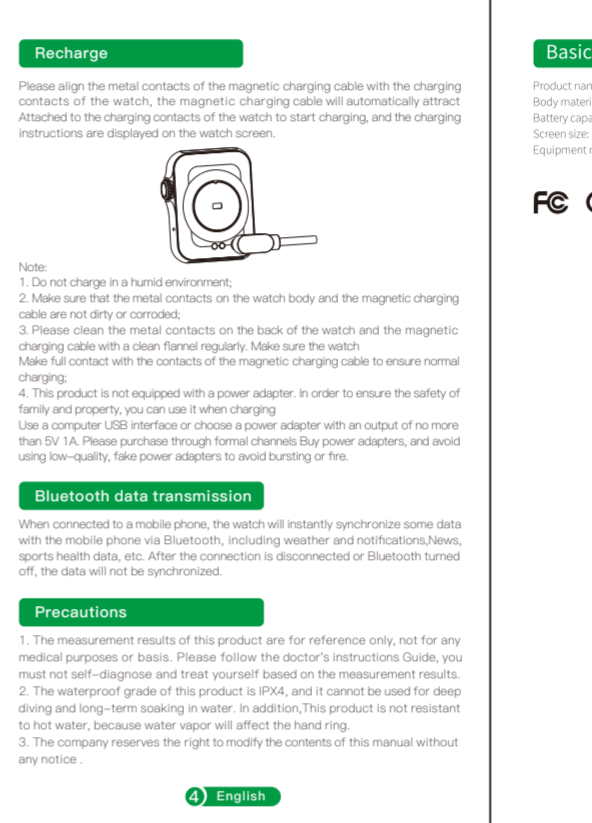 Recharge
Please align the metal contacts of the magnetic charging cable with the charging
contacts of the watch, the magnetic charging cable will automatically attract
Attached to the charging contacts of the watch to start charging, and the charging
instructions are displayed on the watch screen.
Note:
1. Do not charge in a humid environment;
2. Make sure that the metal contacts on the watch body and the magnetic charging
cable are not dirty or corroded;
3. Please clean the metal contacts on the back of the watch and the magnetic
charging cable with a clean flannel regularly. Make sure the watch
Make full contact with the contacts of the magnetic charging cable to ensure normal
charging;
4. This product is not equipped with a power adapter. In order to ensure the safety of
family and property, you can use it when charging
Use a computer USB interface or choose a power adapter with an output of no more
than 5V 1A. Please purchase through formal channels Buy power adapters, and avoid
using low-quality, fake power adapters to avoid bursting or fire.
Bluetooth data transmission
When connected to a mobile phone, the watch will instantly synchronize some data
with the mobile phone via Bluetooth, including weather and notifications,News,
sports health data, etc. After the connection is disconnected or Bluetooth turned
off, the data will not be synchronized.
Precautions
1. The measurement results of this product are for reference only, not for any
medical purposes or basis. Please follow the doctor's instructions Guide, you
must not self-diagnose and treat yourself based on the measurement results.
2. The waterproof grade of this product is IPX4, and it cannot be used for deep
diving and long-term soaking in water. In addition,This product is not resistant
to hot water, because water vapor will affect the hand ring.
3. The company reserves the right to modify the contents of this manual without
any notice .
4 English
Basic
Product
Body
Battery
Screen size:
Equipment
FC